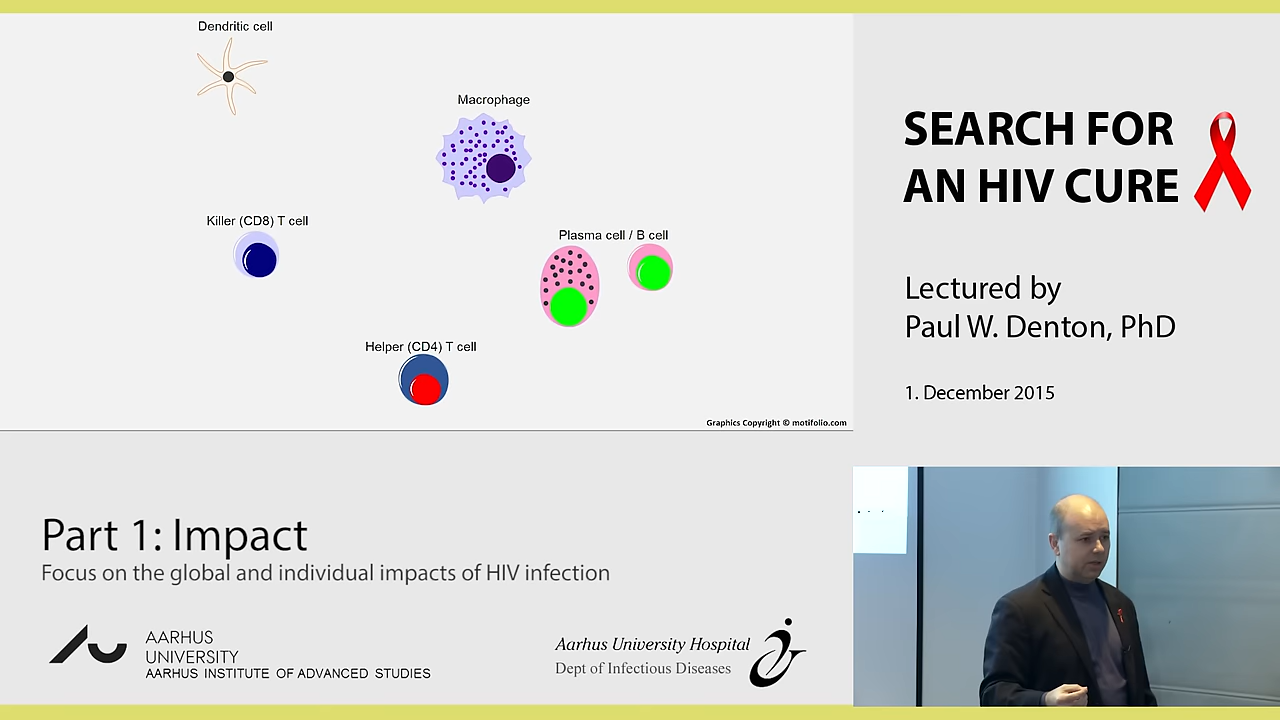 Dendritic cell
Macrophage
Killer (CD8) T cell
Plasma cell / B cell
Helper (CD4) T cell
Graphics Copyright © motifolio.com
SEARCH FOR
AN HIV CURE
Lectured by
Paul W. Denton, PhD
1. December 2015
Part 1: Impact
Focus on the global and individual impacts of HIV infection
AARHUS
UNIVERSITY
AARHUS INSTITUTE OF ADVANCED STUDIES
Aarhus University Hospital
Dept of Infectious Diseases